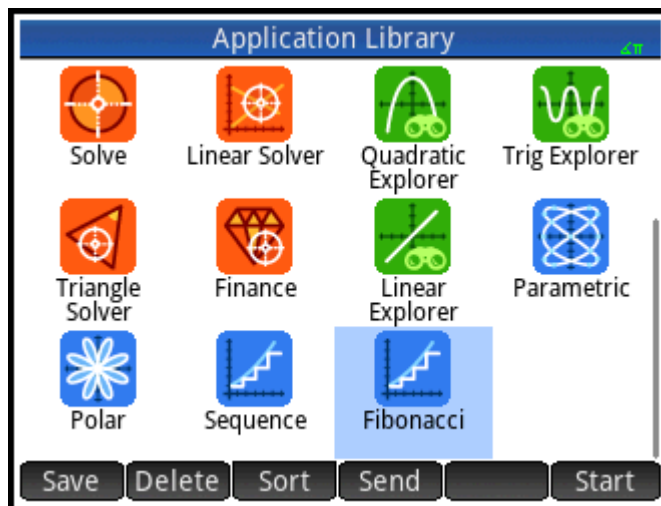 Application Library
∡π
Solve
Linear Solver
Quadratic
Explorer
Trig Explorer
Triangle
Solver
Finance
Linear
Explorer
Parametric
Polar
Sequence
Fibonacci
Save Delete Sort Send Start